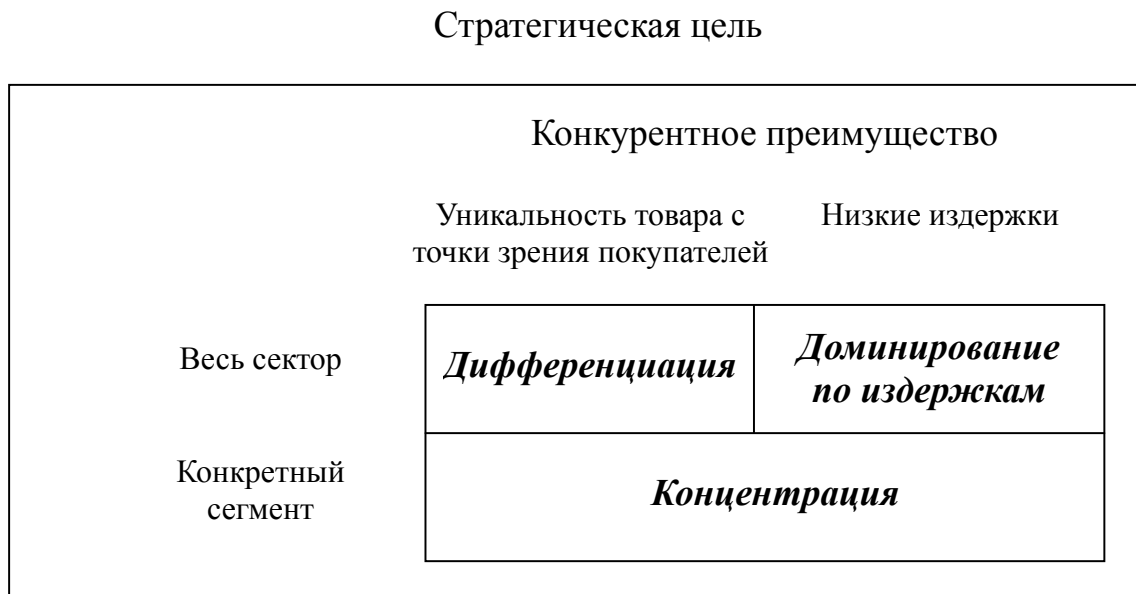 Стратегическая цель
Конкурентное преимущество
Уникальность товара с
точки зрения покупателей
Низкие издержки
Весь сектор
Дифференциация
Доминирование
по издержкам
Конкретный
сегмент
Концентрация